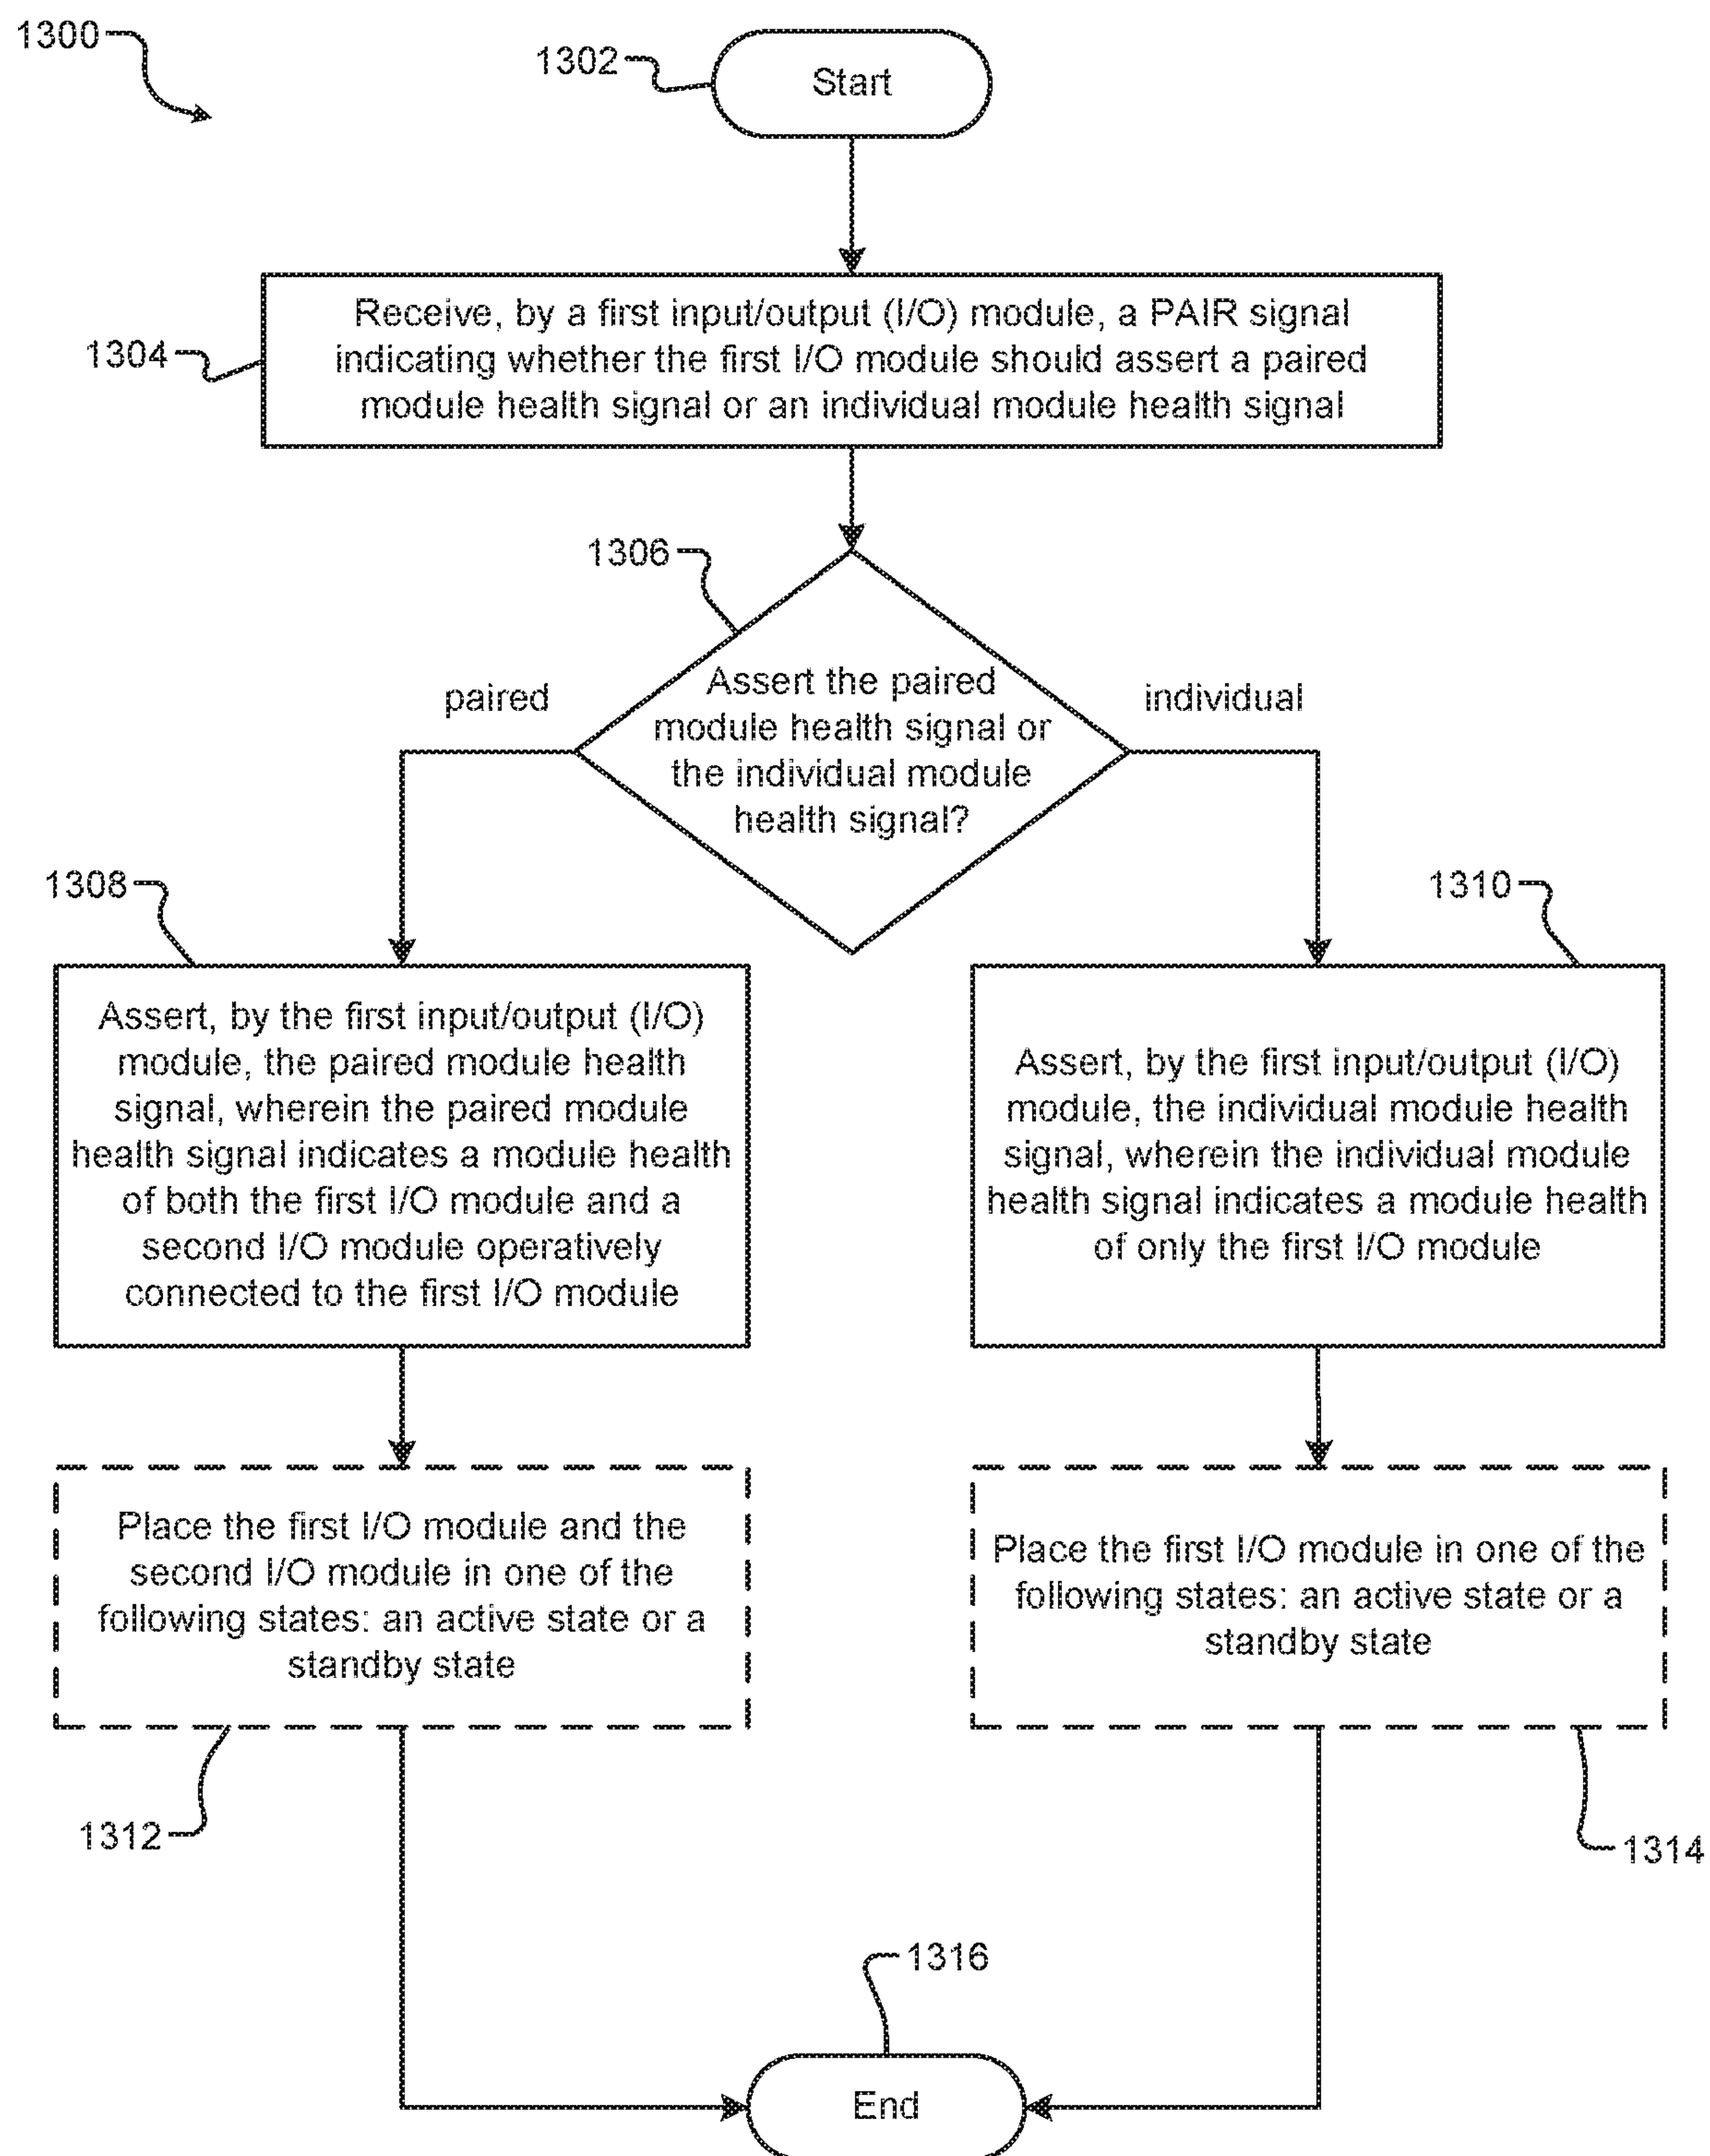 1300
1302
Start
1304
Receive, by a first input/output (I/O) module, a PAIR signal
indicating whether the first I/O module should assert a paired
module health signal or an individual module health signal
1306
Assert the paired
module health signal or
the individual module
health signal?
paired
individual
1308
Assert, by the first input/output (I/O)
module, the paired module health
signal, wherein the paired module
health signal indicates a module health
of both the first I/O module and a
second I/O module operatively
connected to the first I/O module
1310
Assert, by the first input/output (I/O)
module, the individual module health
signal, wherein the individual module
health signal indicates a module health
of only the first I/O module
Place the first I/O module and the
second I/O module in one of the
following states: an active state or a
standby state
1312
Place the first I/O module in one of the
following states: an active state or a
standby state
1314
1316
End